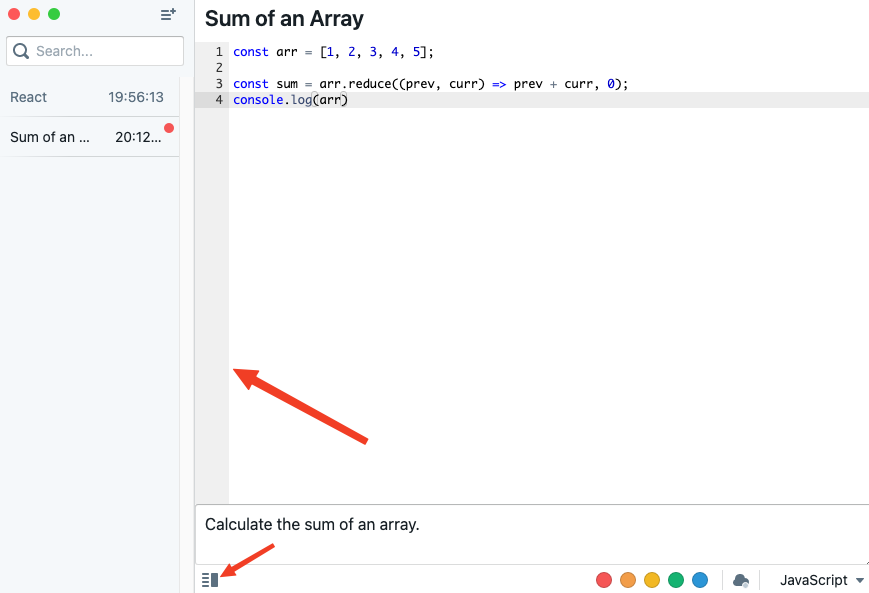 Search...
React 19:56:13
Sum of an ... 20:12...
Sum of an Array
1 const arr = [1, 2, 3, 4, 5];
2
3 const sum = arr.reduce((prev, curr) => prev + curr, 0);
4 console.log(arr)
Calculate the sum of an array.
JavaScript